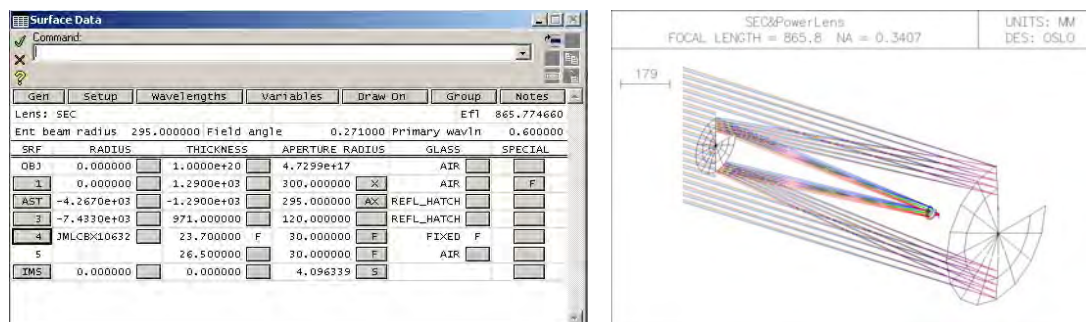 Surface Data
Command:
Gen Setup Wavelengths Variables Draw On Group Notes
Lens: SEC Efl 865.774660
Ent beam radius 295.000000 Field angle 0.271000 Primary wavln 0.600000
SRF RADIUS THICKNESS APERTURE RADIUS GLASS SPECIAL
OBJ 0.000000 1.0000e+20 4.7299e+17 AIR
1 0.000000 1.2900e+03 300.000000 X AIR F
AST -4.2670e+03 -1.2900e+03 295.000000 AX REFL_HATCH
3 -7.4330e+03 971.000000 120.000000 REFL_HATCH
4 JMLCBX10632 23.700000 F 30.000000 F FIXED F
5 26.500000 30.000000 F AIR
IMS 0.000000 0.000000 4.096339 S
SEC&PowerLens
FOCAL LENGTH = 865.8 NA = 0.3407
UNITS: MM
DES: OSLO
179